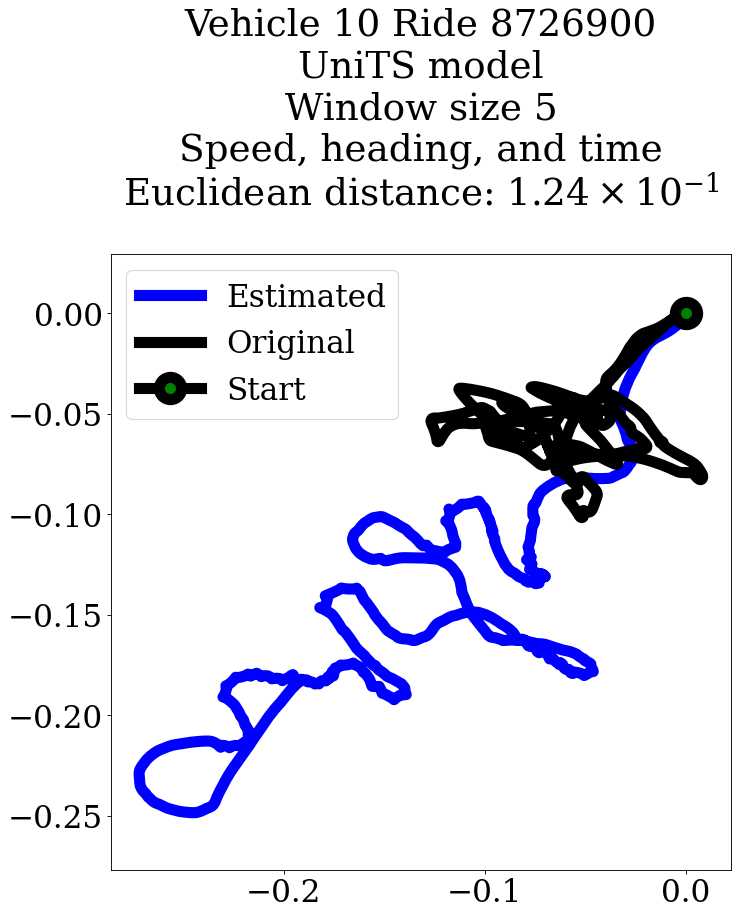 Vehicle 10 Ride 8726900
UniTS model
Window size 5
Speed, heading, and time
Euclidean distance: 1.24 × 10⁻¹
Estimated
Original
Start
0.00
−0.05
−0.10
−0.15
−0.20
−0.25
−0.2
−0.1
0.0